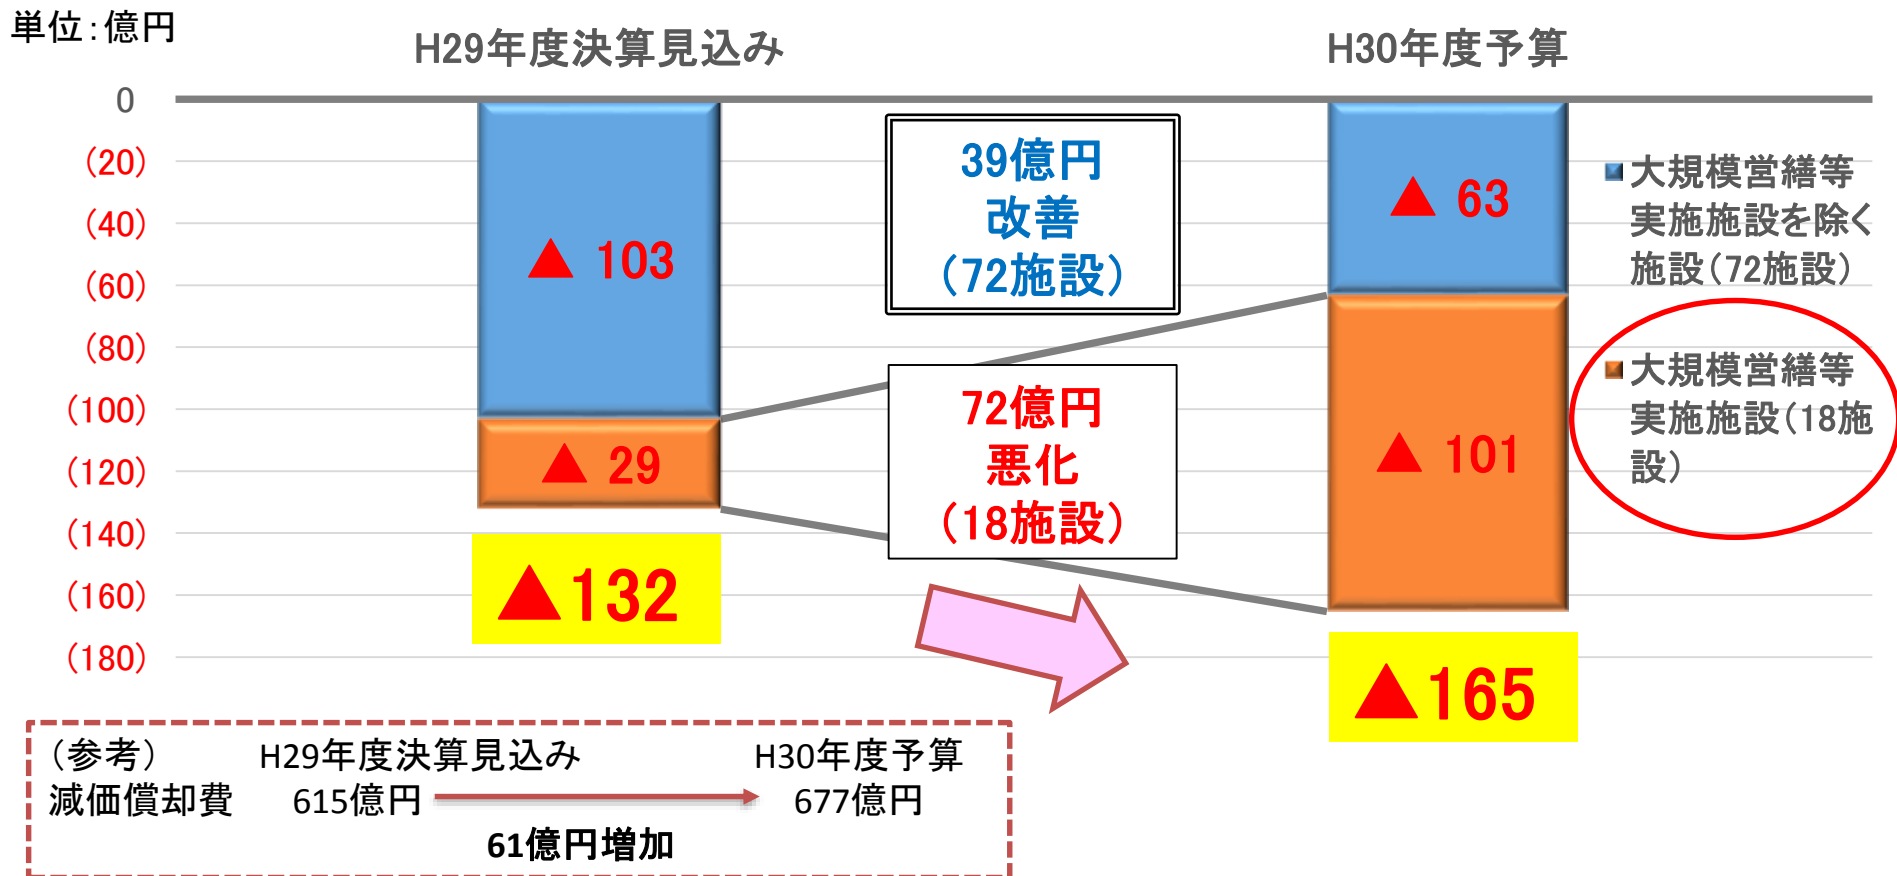 単位：億円
H29年度決算見込み
H30年度予算
0
(20)
(40)
(60)
(80)
(100)
(120)
(140)
(160)
(180)
▲ 103
▲ 29
▲132
39億円
改善
（72施設）
72億円
悪化
（18施設）
▲ 63
▲ 101
▲165
大規模営繕等
実施施設を除く
施設（72施設）
大規模営繕等
実施施設（18施
設）
（参考） H29年度決算見込み H30年度予算
減価償却費 615億円 677億円
61億円増加